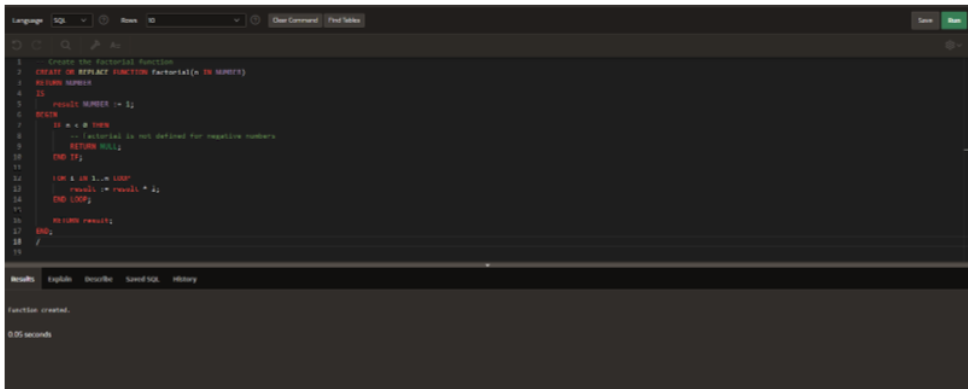 Language SQL Rows 10 Clear Command Find Tables Save Run
Aa
1 -- Create the factorial function
2 CREATE OR REPLACE FUNCTION factorial(n IN NUMBER)
3 RETURN NUMBER
4 IS
5 result NUMBER := 1;
6 BEGIN
7 IF n < 0 THEN
8 -- factorial is not defined for negative numbers
9 RETURN NULL;
10 END IF;
11
12 FOR i IN 1..n LOOP
13 result := result * i;
14 END LOOP;
15
16 RETURN result;
17 END;
18 /
19
Results Explain Describe Saved SQL History
Function created.
0.05 seconds